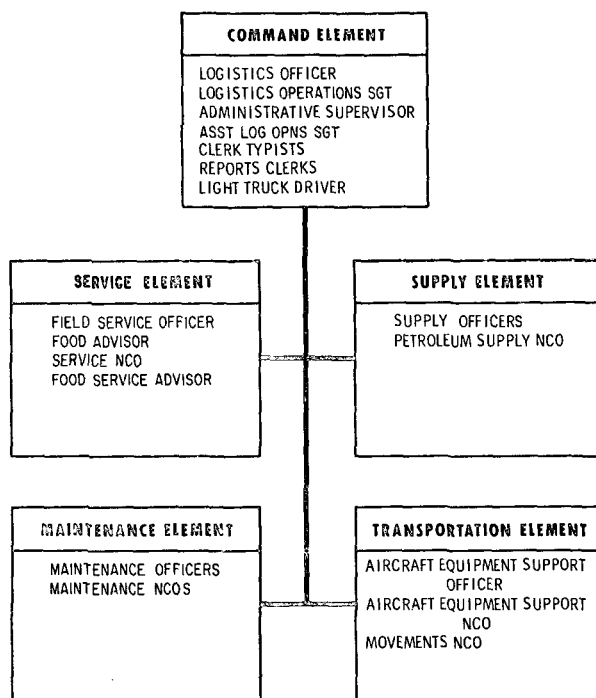 COMMAND ELEMENT
LOGISTICS OFFICER
LOGISTICS OPERATIONS SGT
ADMINISTRATIVE SUPERVISOR
ASST LOG OPNS SGT
CLERK TYPISTS
REPORTS CLERKS
LIGHT TRUCK DRIVER
SERVICE ELEMENT
FIELD SERVICE OFFICER
FOOD ADVISOR
SERVICE NCO
FOOD SERVICE ADVISOR
SUPPLY ELEMENT
SUPPLY OFFICERS
PETROLEUM SUPPLY NCO
MAINTENANCE ELEMENT
MAINTENANCE OFFICERS
MAINTENANCE NCOS
TRANSPORTATION ELEMENT
AIRCRAFT EQUIPMENT SUPPORT
OFFICER
AIRCRAFT EQUIPMENT SUPPORT
NCO
MOVEMENTS NCO